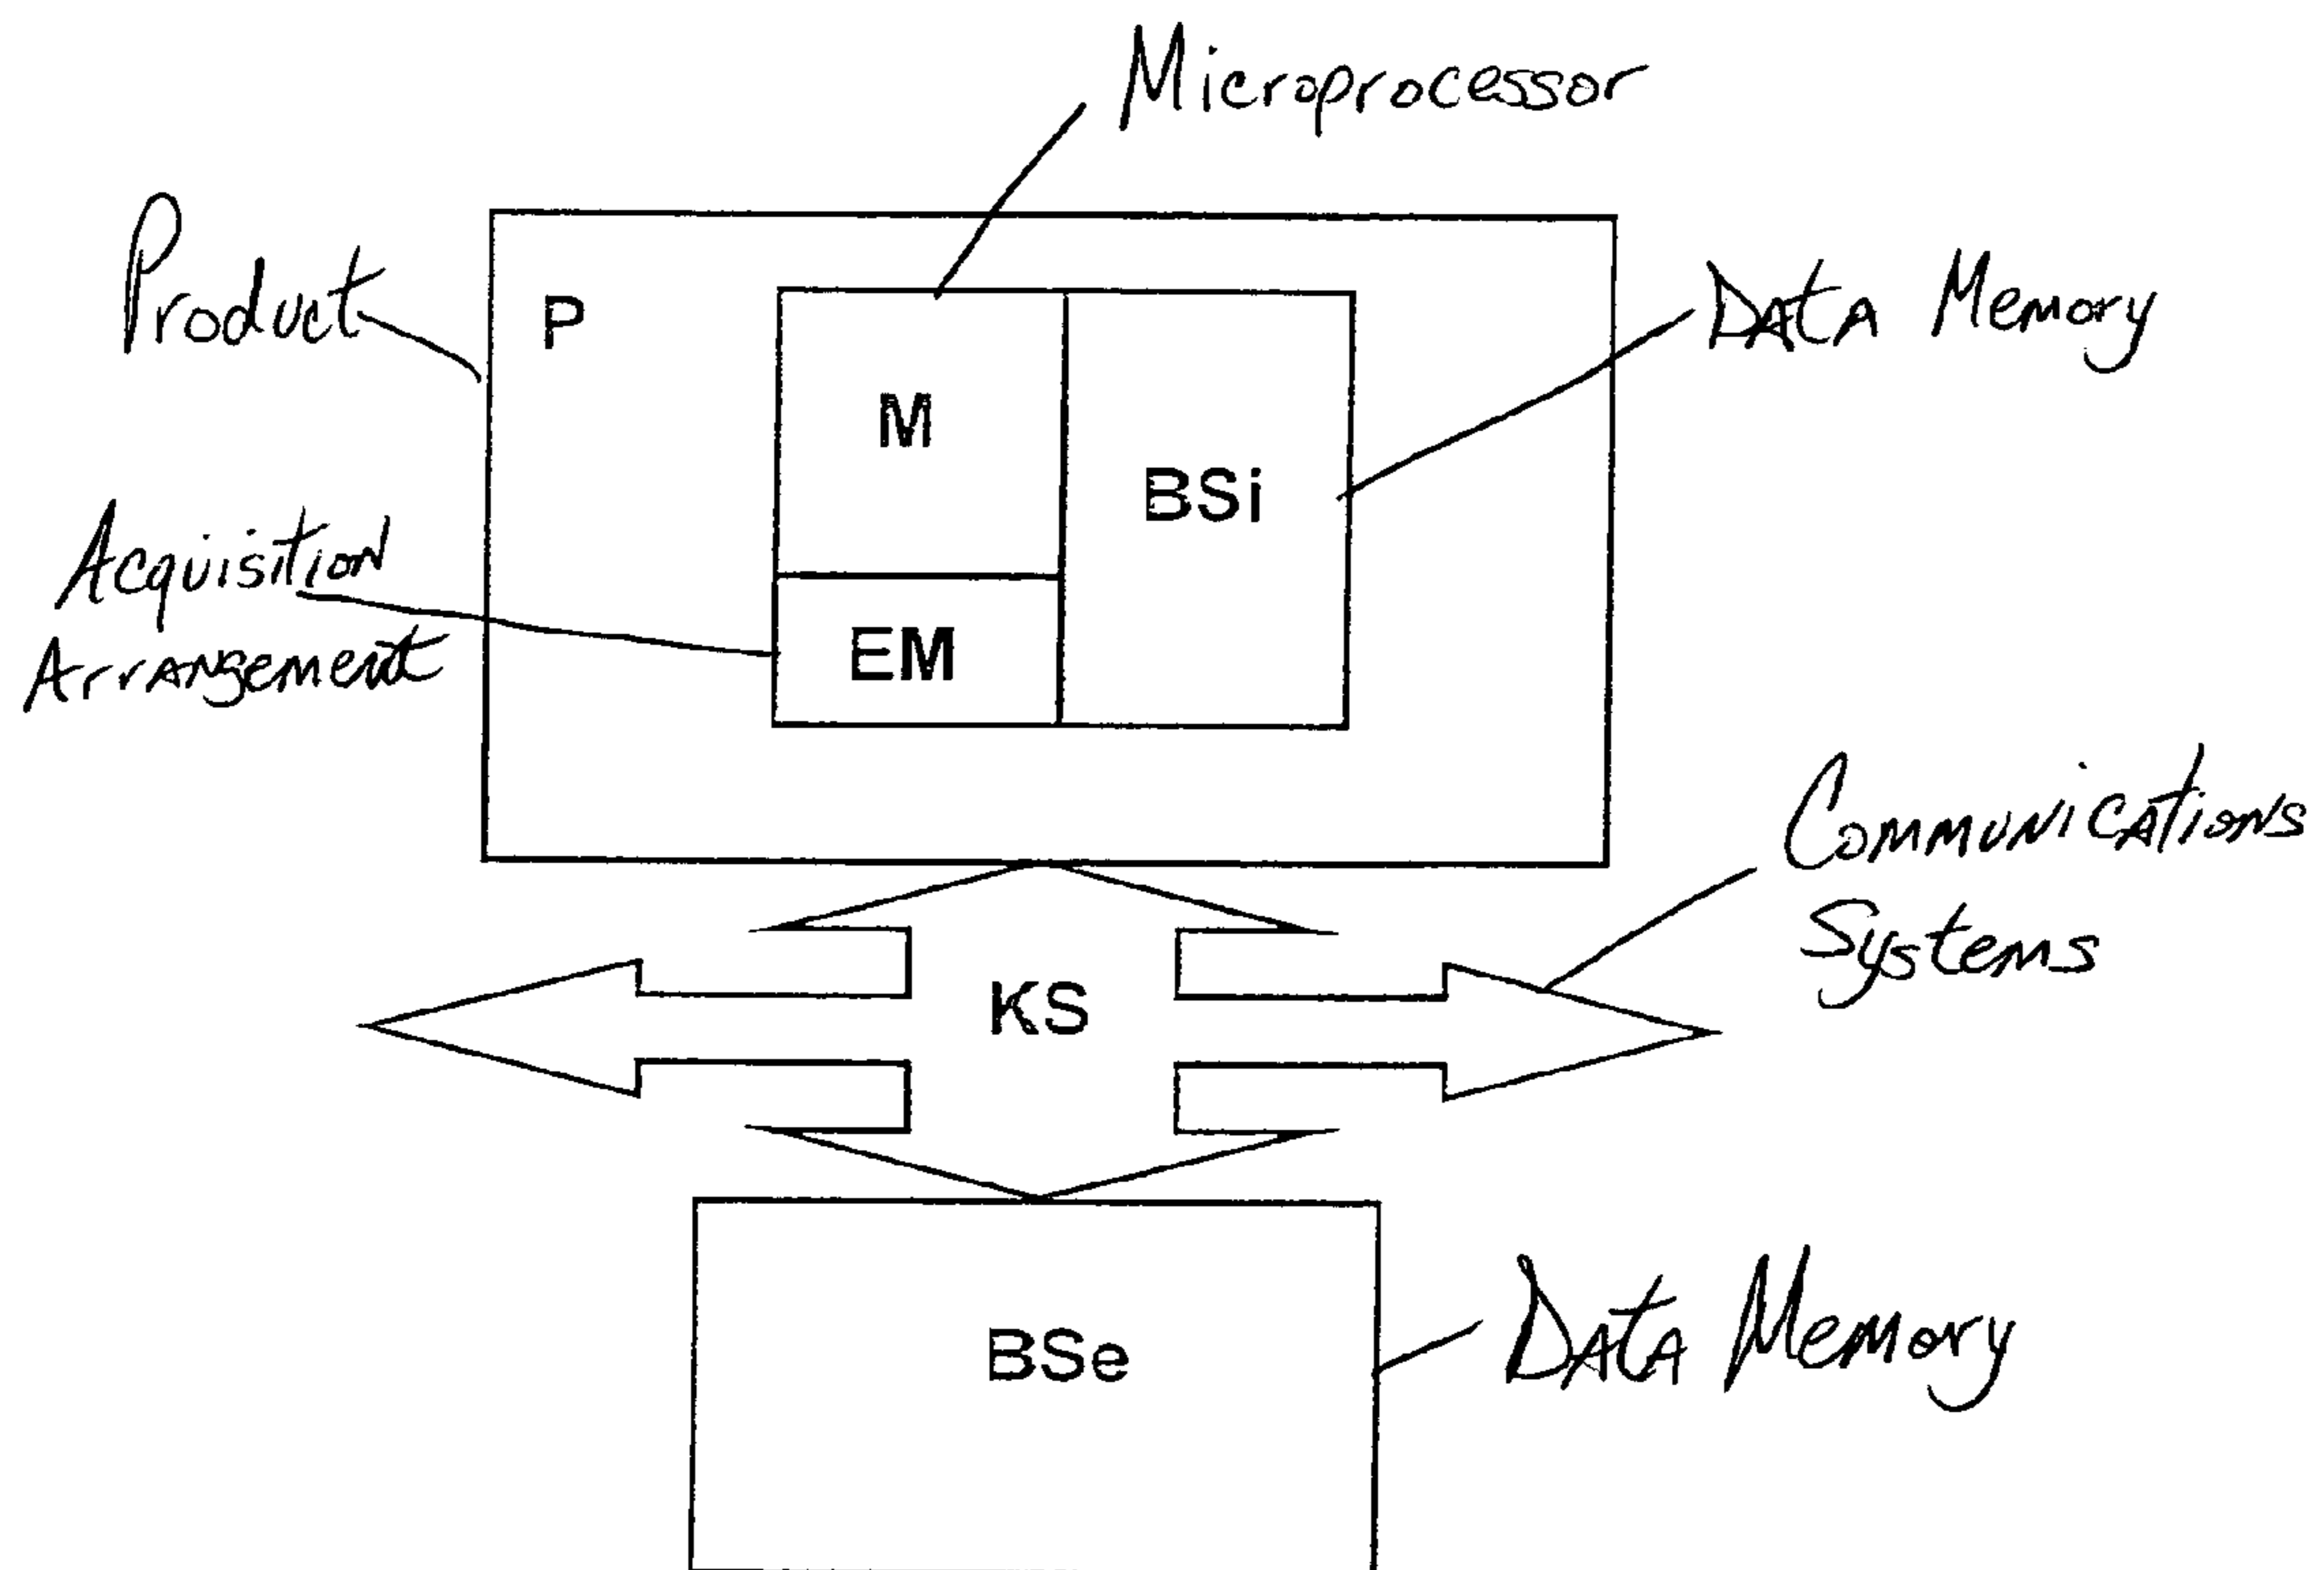 Microprocessor
Product
P
Data Memory
M
BSi
Acquisition
Arrangement
EM
Communications
Systems
KS
BSe
Data Memory